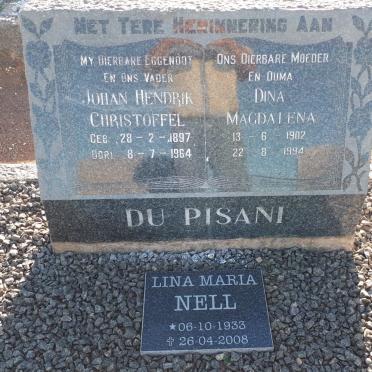 Met Tere Herinnering Aan
My Dierbare Eggenoot
En Ons Vader
Johan Hendrik
Christoffel
Geb. 28-2-1897
Oorl. 8-7-1964
Ons Dierbare Moeder
En Ouma
Dina
Magdalena
13-6-1902
22-8-1994
DU PISANI
LINA MARIA
NELL
★06-10-1933
✝26-04-2008